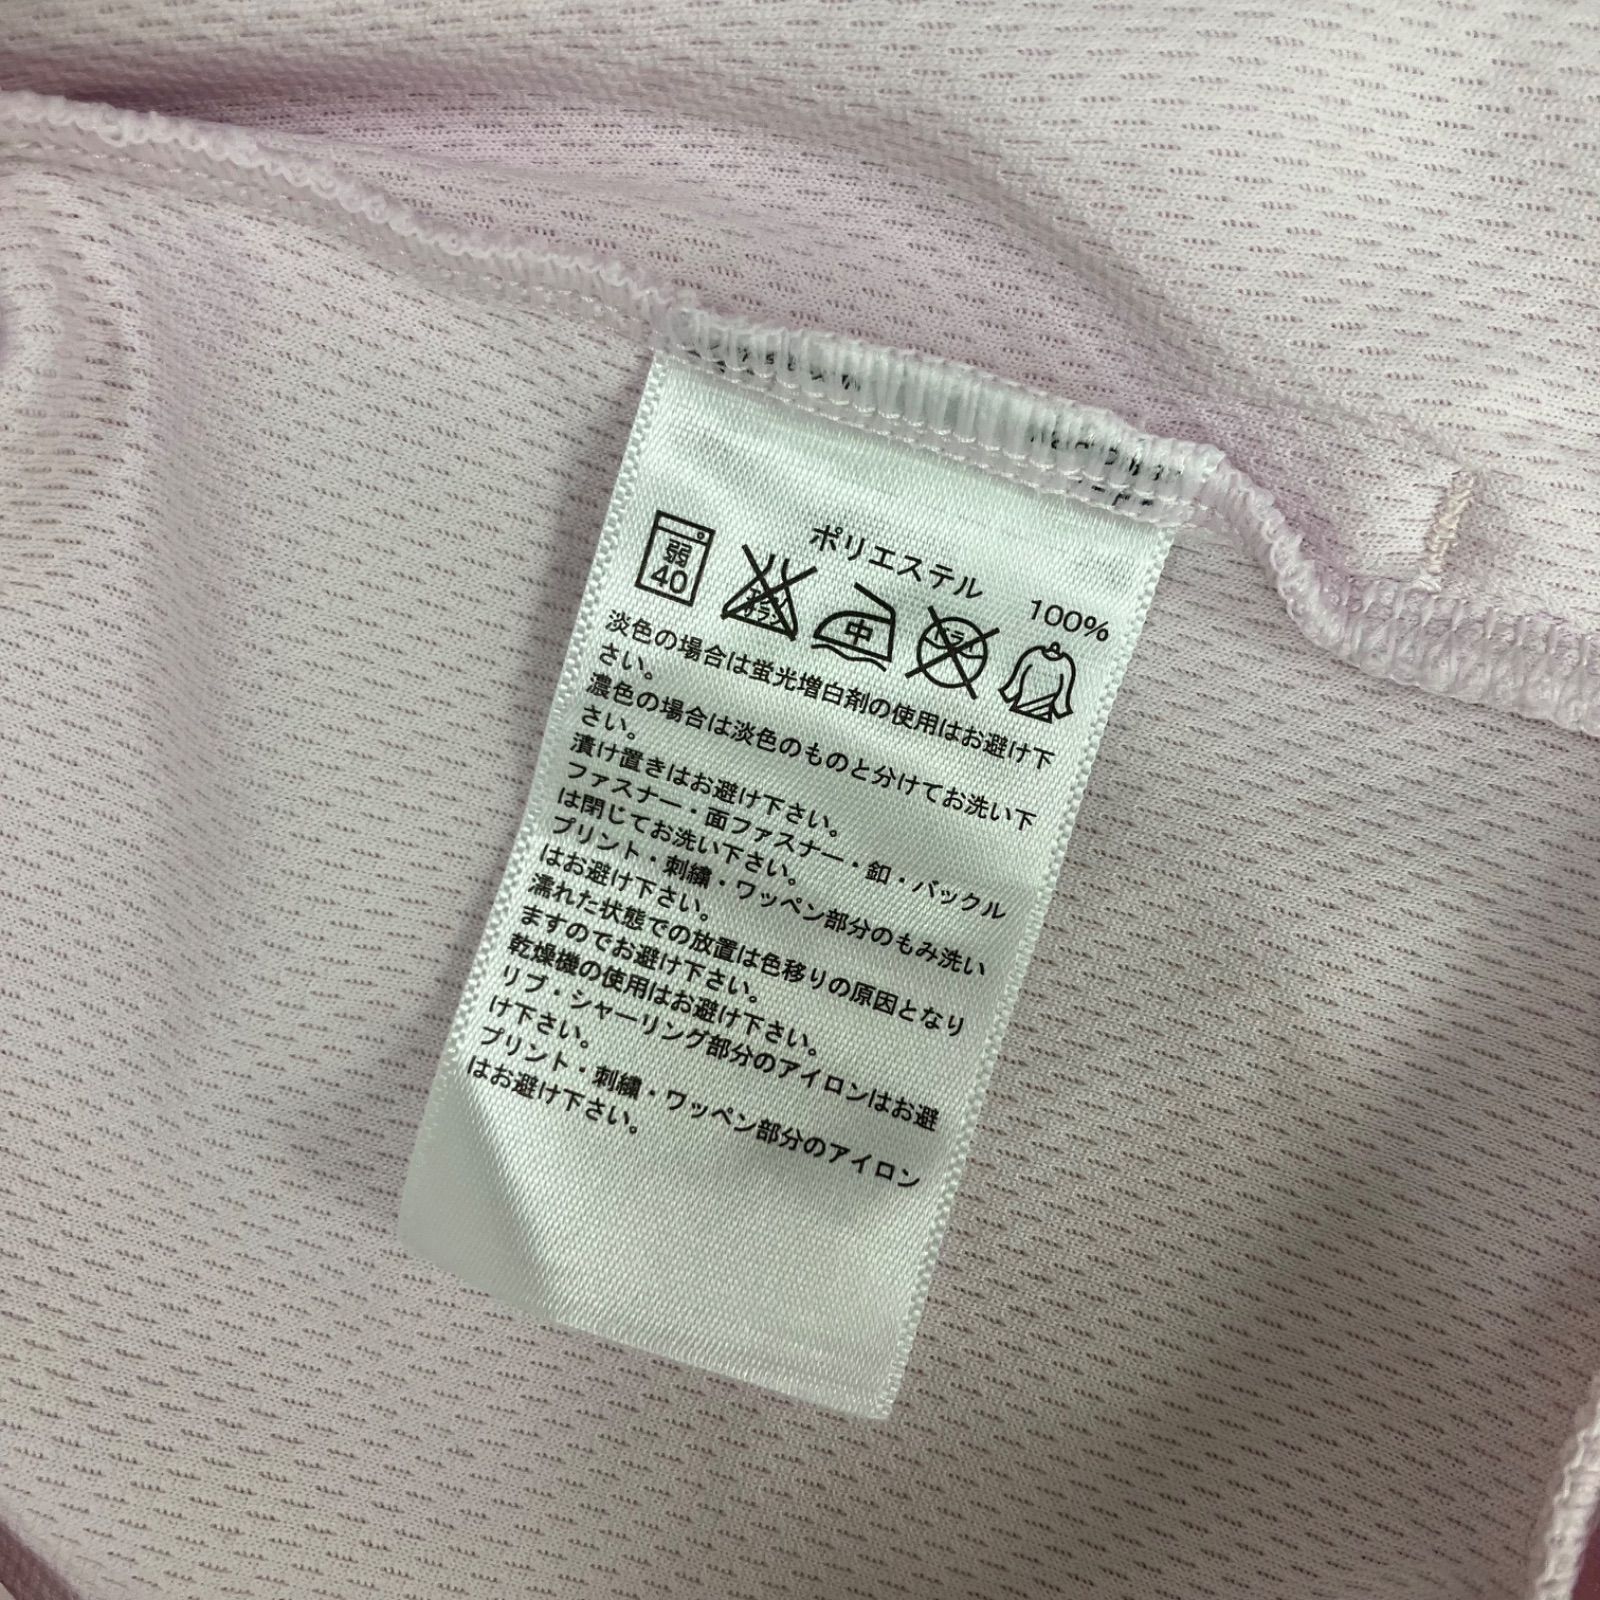 ポリエステル 100%
弱
40
エンソ
サラシ
中
ドライ
淡色の場合は蛍光増白剤の使用はお避け下
さい。
濃色の場合は淡色のものと分けてお洗い下
さい。
漬け置きはお避け下さい。
ファスナー・面ファスナー・釦・バックル
は閉じてお洗い下さい。
プリント・刺繍・ワッペン部分のもみ洗い
はお避け下さい。
濡れた状態での放置は色移りの原因となり
ますのでお避け下さい。
乾燥機の使用はお避け下さい。
リブ・シャーリング部分のアイロンはお避
け下さい。
プリント・刺繍・ワッペン部分のアイロン
はお避け下さい。